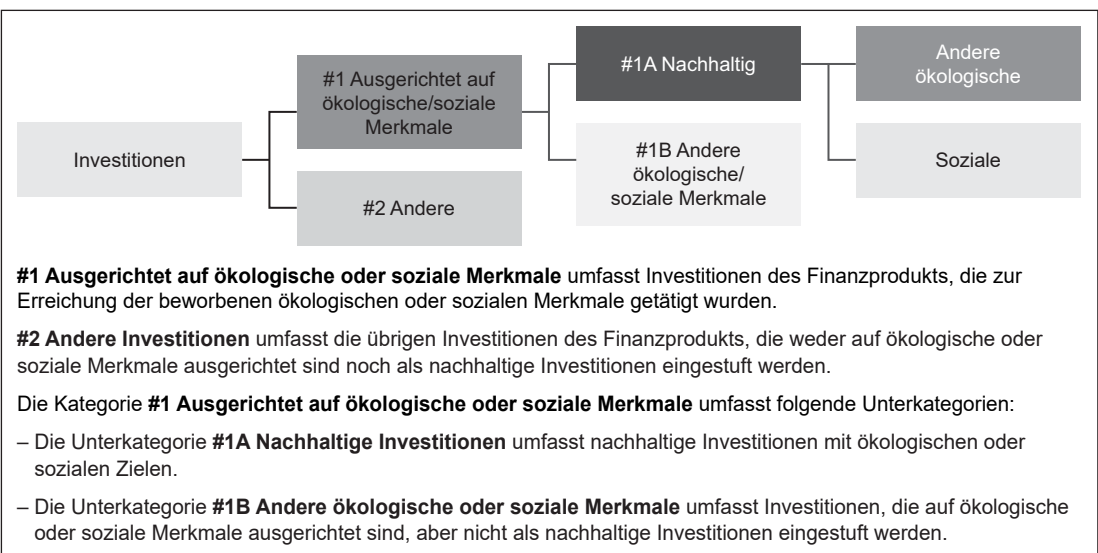 Investitionen
#1 Ausgerichtet auf
ökologische/soziale
Merkmale
#2 Andere
#1A Nachhaltig
#1B Andere
ökologische/
soziale Merkmale
Andere
ökologische
Soziale
#1 Ausgerichtet auf ökologische oder soziale Merkmale umfasst Investitionen des Finanzprodukts, die zur
Erreichung der beworbenen ökologischen oder sozialen Merkmale getätigt wurden.
#2 Andere Investitionen umfasst die übrigen Investitionen des Finanzprodukts, die weder auf ökologische oder
soziale Merkmale ausgerichtet sind noch als nachhaltige Investitionen eingestuft werden.
Die Kategorie #1 Ausgerichtet auf ökologische oder soziale Merkmale umfasst folgende Unterkategorien:
– Die Unterkategorie #1A Nachhaltige Investitionen umfasst nachhaltige Investitionen mit ökologischen oder
sozialen Zielen.
– Die Unterkategorie #1B Andere ökologische oder soziale Merkmale umfasst Investitionen, die auf ökologische
oder soziale Merkmale ausgerichtet sind, aber nicht als nachhaltige Investitionen eingestuft werden.